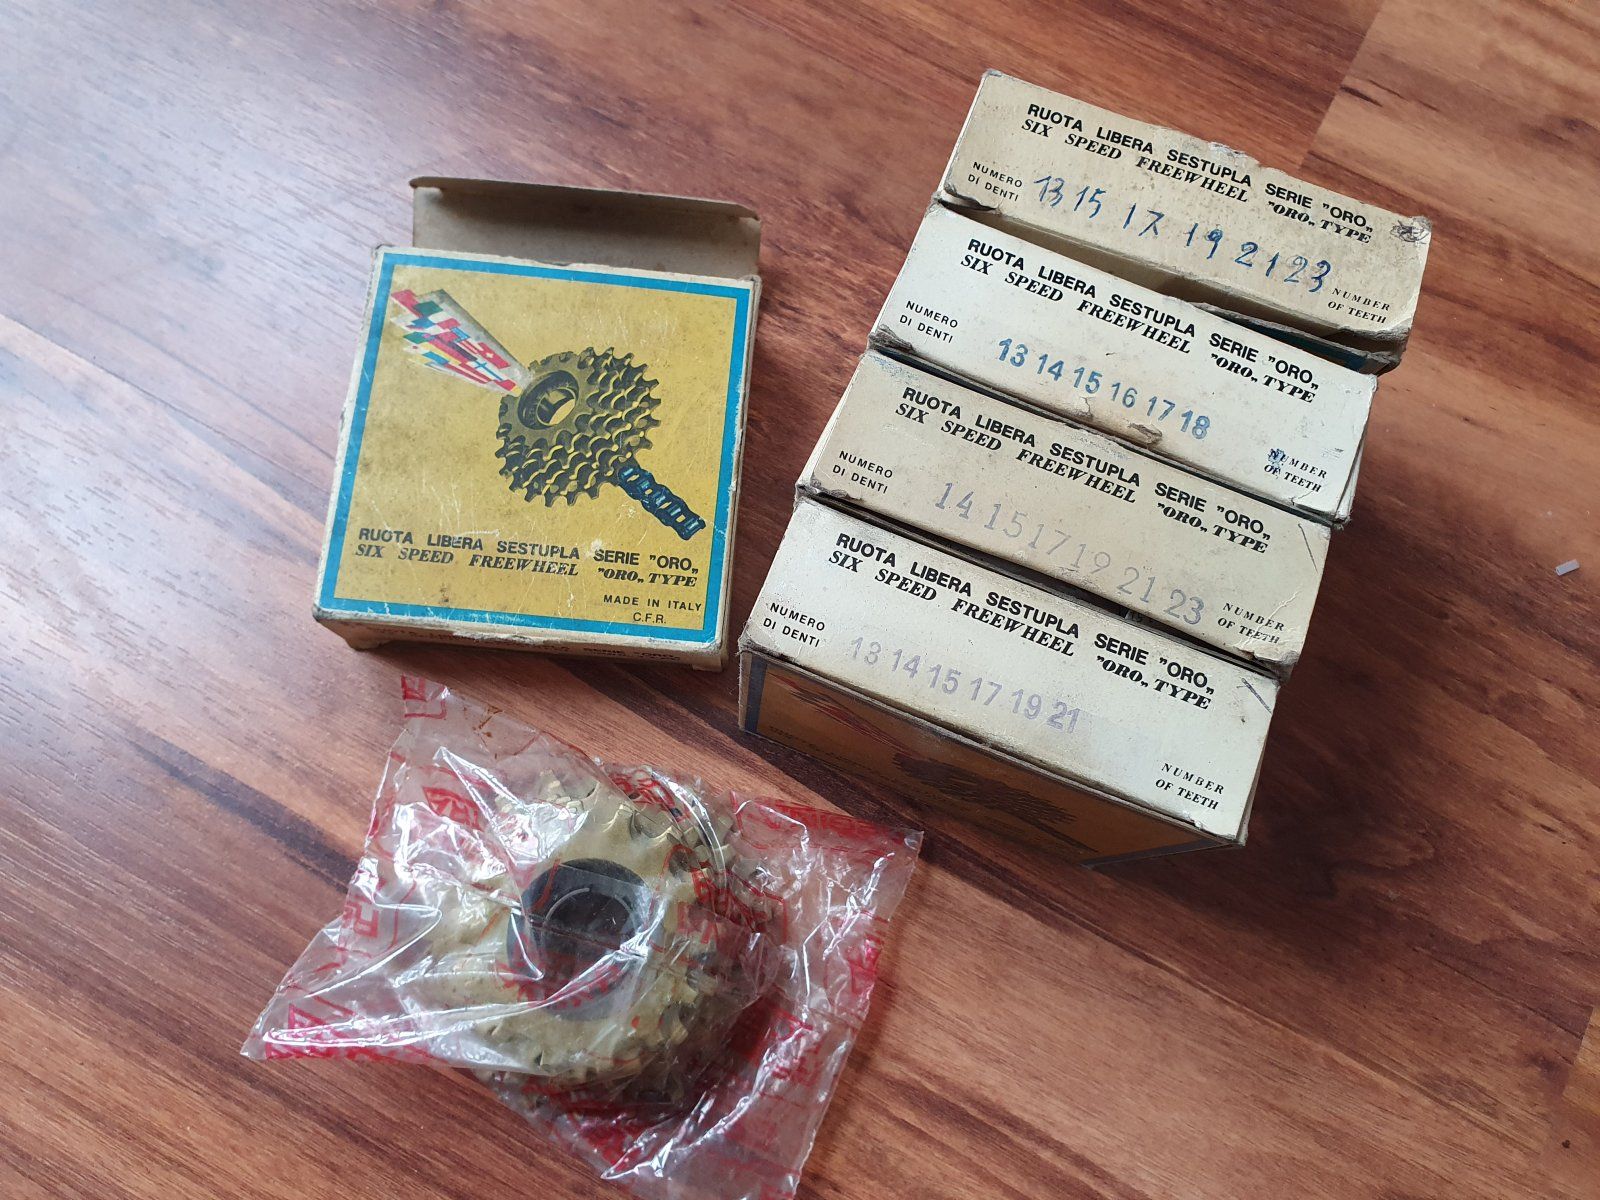 RUOTA LIBERA SESTUPLA SERIE "ORO„
SIX SPEED FREEWHEEL "ORO„ TYPE
MADE IN ITALY
C.F.R.
RUOTA LIBERA SESTUPLA SERIE "ORO„
SIX SPEED FREEWHEEL "ORO„ TYPE
NUMERO
DI DENTI
13 15 17 19 21 23
NUMBER
OF TEETH
RUOTA LIBERA SESTUPLA SERIE "ORO„
SIX SPEED FREEWHEEL "ORO„ TYPE
NUMERO
DI DENTI
13 14 15 16 17 18
NUMBER
OF TEETH
RUOTA LIBERA SESTUPLA SERIE "ORO„
SIX SPEED FREEWHEEL "ORO„ TYPE
NUMERO
DI DENTI
14 15 17 19 21 23
NUMBER
OF TEETH
RUOTA LIBERA SESTUPLA SERIE "ORO„
SIX SPEED FREEWHEEL "ORO„ TYPE
NUMERO
DI DENTI
13 14 15 17 19 21
NUMBER
OF TEETH